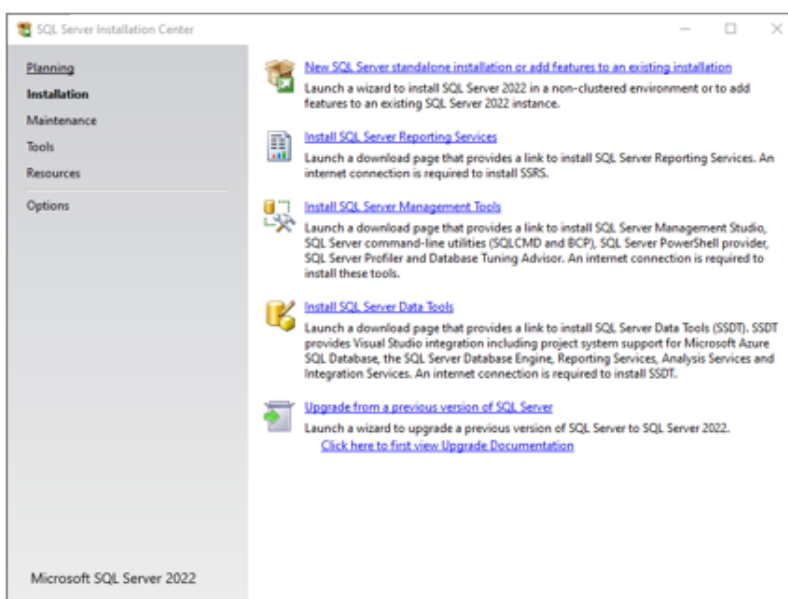 SQL Server Installation Center
Planning
Installation
Maintenance
Tools
Resources
Options
New SQL Server standalone installation or add features to an existing installation
Launch a wizard to install SQL Server 2022 in a non-clustered environment or to add
features to an existing SQL Server 2022 instance.
Install SQL Server Reporting Services
Launch a download page that provides a link to install SQL Server Reporting Services. An
internet connection is required to install SSRS.
Install SQL Server Management Tools
Launch a download page that provides a link to install SQL Server Management Studio,
SQL Server command-line utilities (SQLCMD and BCP), SQL Server PowerShell provider,
SQL Server Profiler and Database Tuning Advisor. An internet connection is required to
install these tools.
Install SQL Server Data Tools
Launch a download page that provides a link to install SQL Server Data Tools (SSDT). SSDT
provides Visual Studio integration including project system support for Microsoft Azure
SQL Database, the SQL Server Database Engine, Reporting Services, Analysis Services and
Integration Services. An internet connection is required to install SSDT.
Upgrade from a previous version of SQL Server
Launch a wizard to upgrade a previous version of SQL Server to SQL Server 2022.
Click here to first view Upgrade Documentation
Microsoft SQL Server 2022